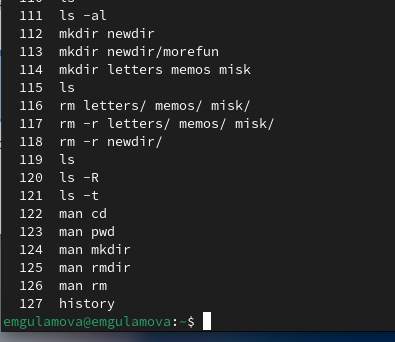 110 ls
111 ls -al
112 mkdir newdir
113 mkdir newdir/morefun
114 mkdir letters memos misk
115 ls
116 rm letters/ memos/ misk/
117 rm -r letters/ memos/ misk/
118 rm -r newdir/
119 ls
120 ls -R
121 ls -t
122 man cd
123 man pwd
124 man mkdir
125 man rmdir
126 man rm
127 history
emgulamova@emgulamova:~$